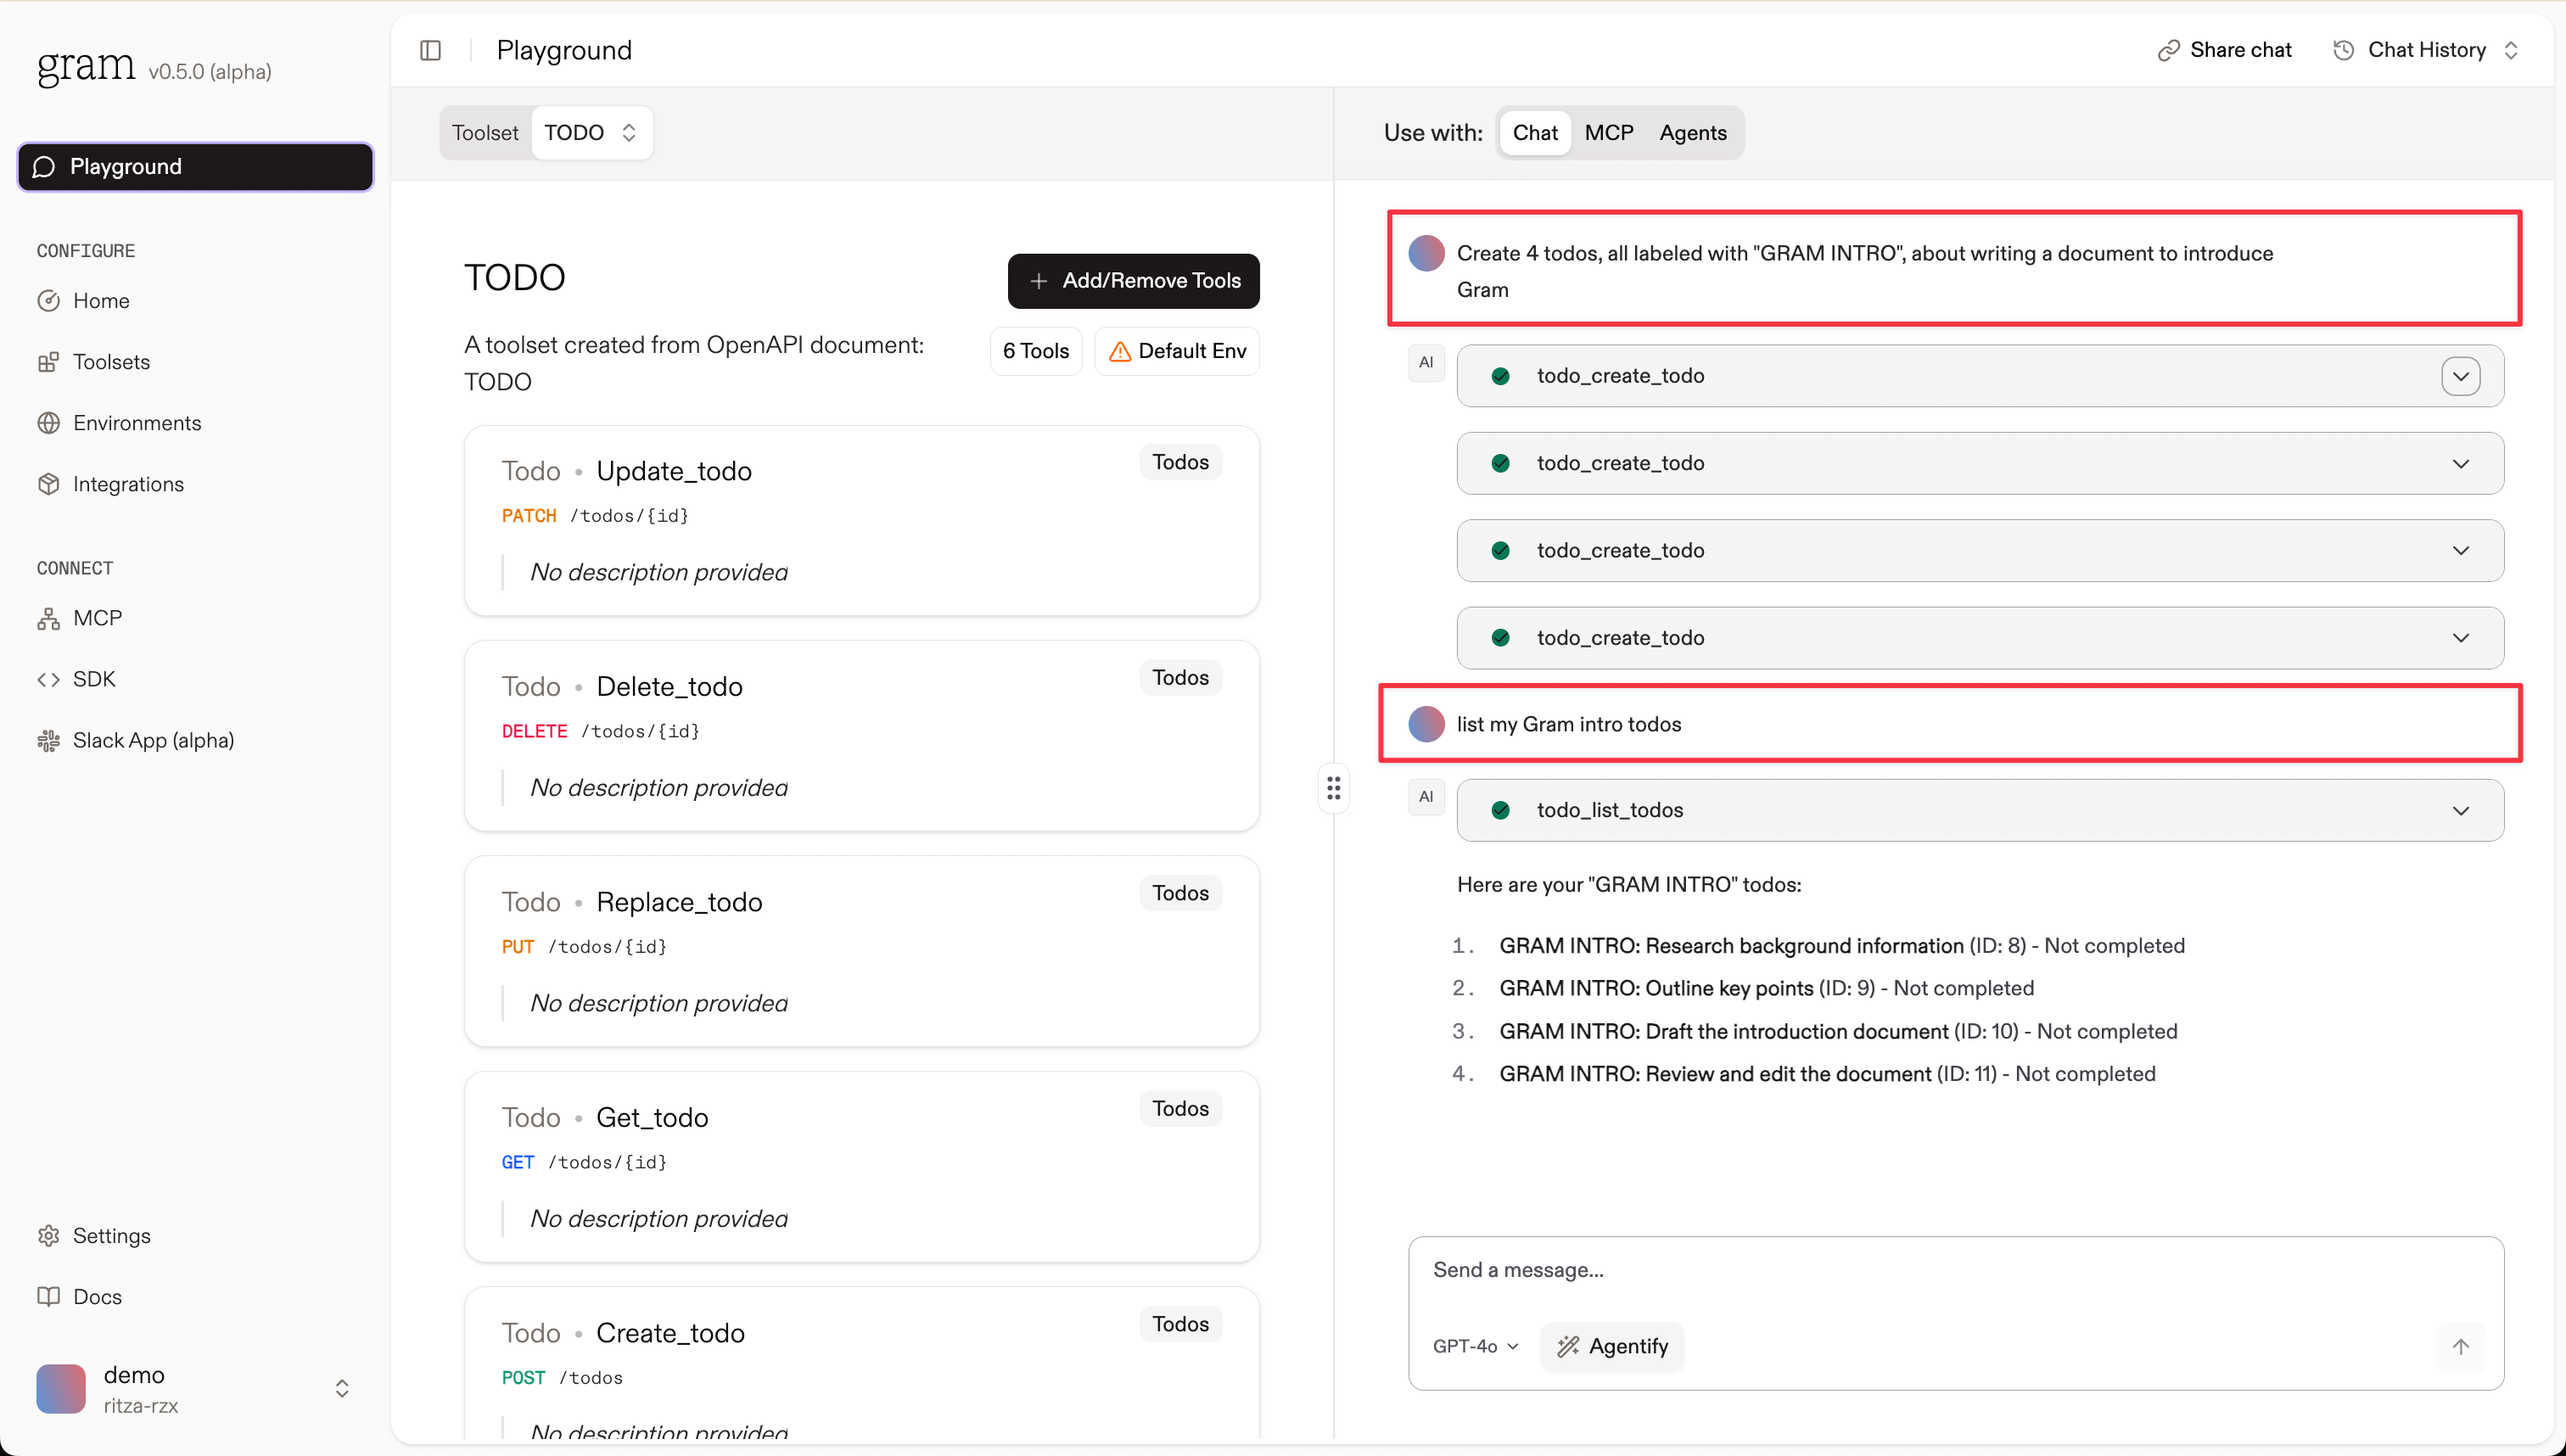 gram v0.5.0 (alpha)
Playground
CONFIGURE
Home
Toolsets
Environments
Integrations
CONNECT
MCP
SDK
Slack App (alpha)
Settings
Docs
demo
ritza-rzx
Playground
Share chat
Chat History
Toolset TODO
TODO
Add/Remove Tools
A toolset created from OpenAPI document:
TODO
6 Tools
Default Env
Todo • Update_todo
Todos
PATCH /todos/{id}
No description provided
Todo • Delete_todo
Todos
DELETE /todos/{id}
No description provided
Todo • Replace_todo
Todos
PUT /todos/{id}
No description provided
Todo • Get_todo
Todos
GET /todos/{id}
No description provided
Todo • Create_todo
Todos
POST /todos
No description provided
Use with: Chat MCP Agents
Create 4 todos, all labeled with "GRAM INTRO", about writing a document to introduce
Gram
AI
todo_create_todo
todo_create_todo
todo_create_todo
todo_create_todo
list my Gram intro todos
AI
todo_list_todos
Here are your "GRAM INTRO" todos:
1. GRAM INTRO: Research background information (ID: 8) - Not completed
2. GRAM INTRO: Outline key points (ID: 9) - Not completed
3. GRAM INTRO: Draft the introduction document (ID: 10) - Not completed
4. GRAM INTRO: Review and edit the document (ID: 11) - Not completed
Send a message...
GPT-4o
Agentify